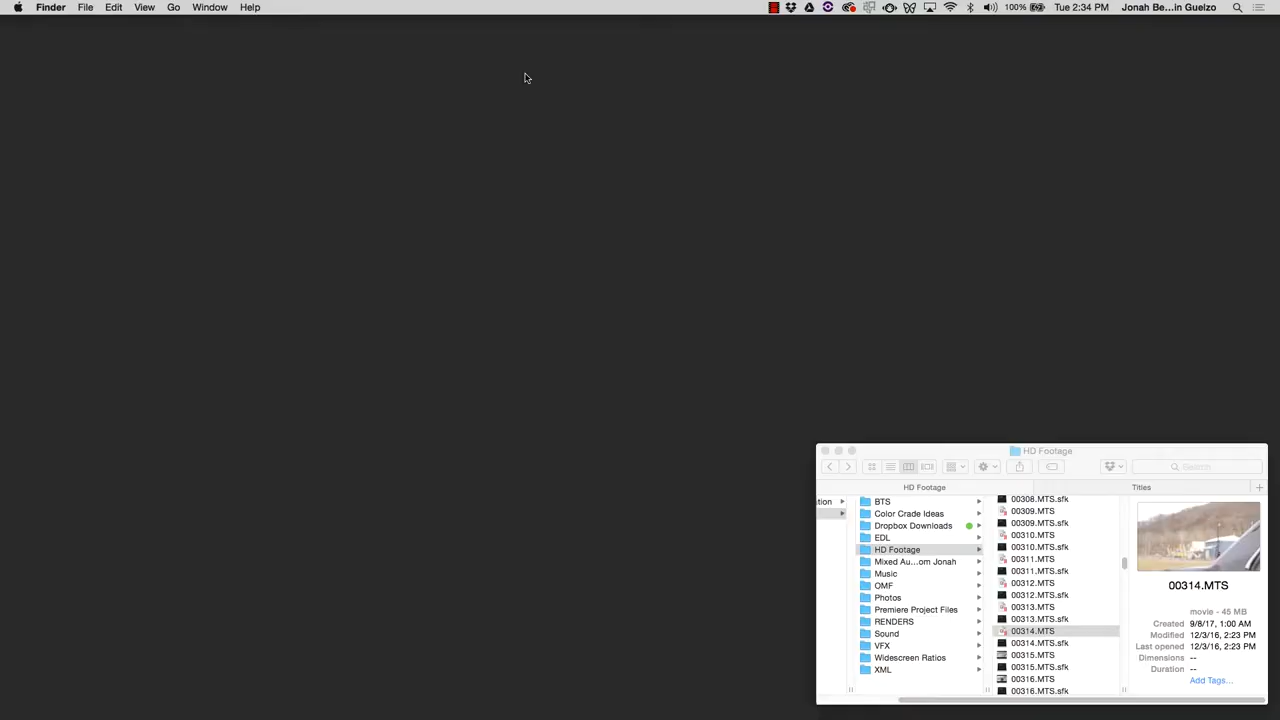 Finder File Edit View Go Window Help 100% Tue 2:34 PM Jonah Be...in Guelzo
HD Footage
Search
HD Footage Titles
tion
BTS
Color Crade Ideas
Dropbox Downloads
EDL
HD Footage
Mixed Au...om Jonah
Music
OMF
Photos
Premiere Project Files
RENDERS
Sound
VFX
Widescreen Ratios
XML
00308.MTS.sfk
00309.MTS
00309.MTS.sfk
00310.MTS
00310.MTS.sfk
00311.MTS
00311.MTS.sfk
00312.MTS
00312.MTS.sfk
00313.MTS
00313.MTS.sfk
00314.MTS
00314.MTS.sfk
00315.MTS
00315.MTS.sfk
00316.MTS
00316.MTS.sfk
00314.MTS
movie - 45 MB
Created 9/8/17, 1:00 AM
Modified 12/3/16, 2:23 PM
Last opened 12/3/16, 2:23 PM
Dimensions --
Duration --
Add Tags...